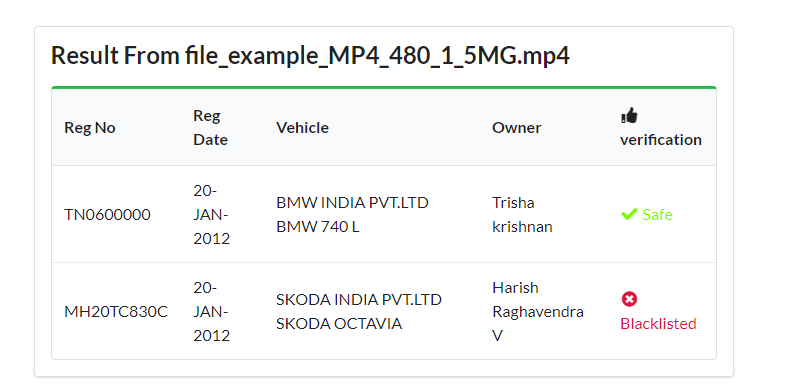 Result From file_example_MP4_480_1_5MG.mp4
Reg No
Reg
Date
Vehicle
Owner
verification
TN0600000
20-
JAN-
2012
BMW INDIA PVT.LTD
BMW 740 L
Trisha
krishnan
Safe
MH20TC830C
20-
JAN-
2012
SKODA INDIA PVT.LTD
SKODA OCTAVIA
Harish
Raghavendra
V
Blacklisted